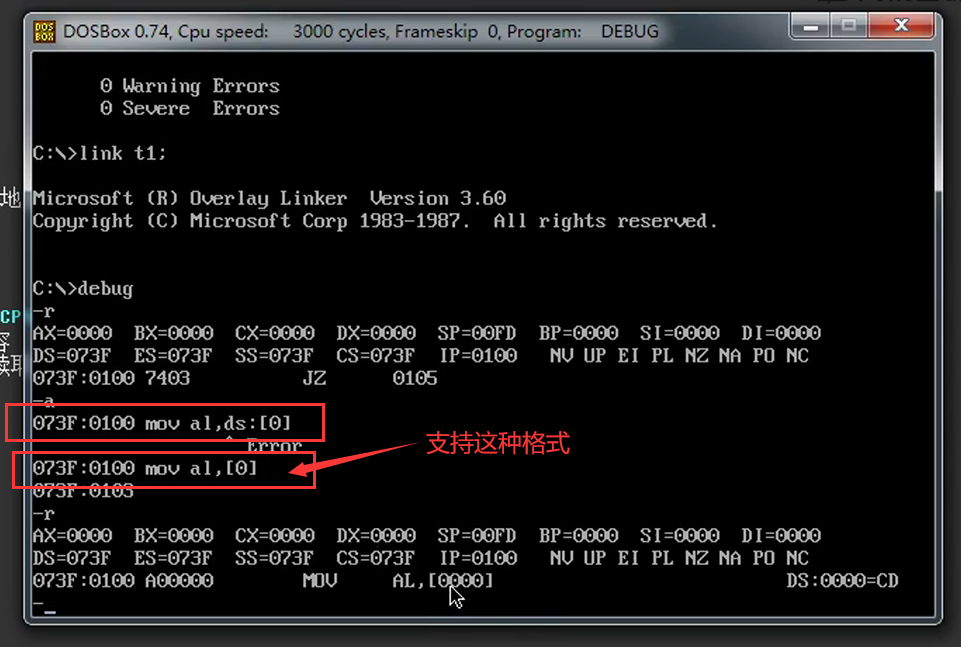 DOSBox 0.74, Cpu speed: 3000 cycles, Frameskip 0, Program: DEBUG
0 Warning Errors
0 Severe Errors
C:\>link t1;
地
Microsoft (R) Overlay Linker Version 3.60
Copyright (C) Microsoft Corp 1983-1987. All rights reserved.
C:\>debug
CP
-r
AX=0000 BX=0000 CX=0000 DX=0000 SP=00FD BP=0000 SI=0000 DI=0000
DS=073F ES=073F SS=073F CS=073F IP=0100 NV UP EI PL NZ NA PO NC
读取
073F:0100 7403 JZ 0105
-a
073F:0100 mov al,ds:[0]
^ Error
支持这种格式
073F:0100 mov al,[0]
073F:0103
-r
AX=0000 BX=0000 CX=0000 DX=0000 SP=00FD BP=0000 SI=0000 DI=0000
DS=073F ES=073F SS=073F CS=073F IP=0100 NV UP EI PL NZ NA PO NC
073F:0100 A00000 MOV AL,[0000] DS:0000=CD
-_